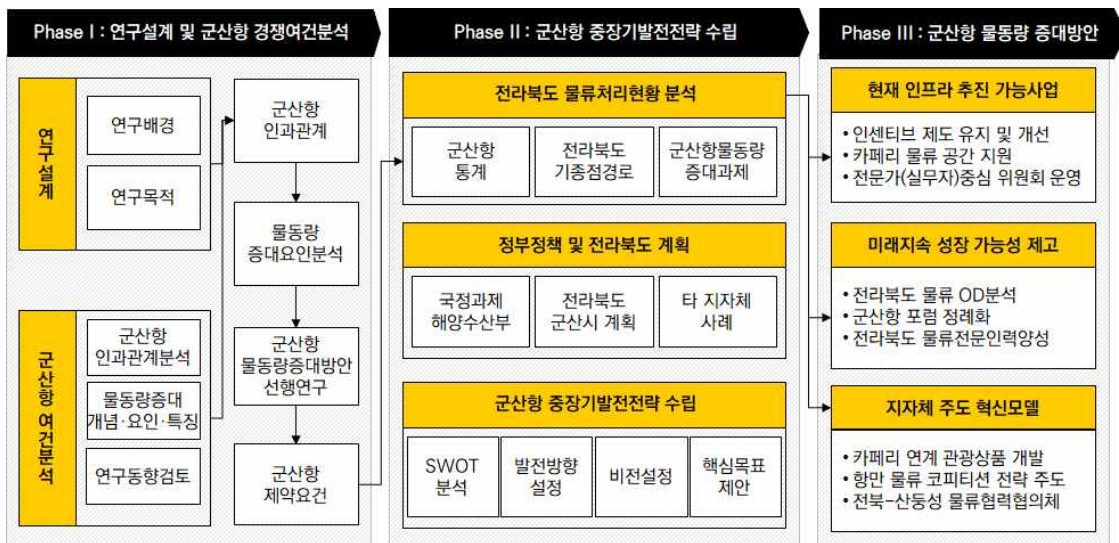 Phase Ⅰ : 연구설계 및 군산항 경쟁여건분석
연구설계
연구배경
연구목적
군산항 여건분석
군산항
인과관계분석
물동량증대
개념·요인·특징
연구동향검토
군산항
인과관계
물동량
증대요인분석
군산항
물동량증대방안
선행연구
군산항
제약요건
Phase Ⅱ : 군산항 중장기발전전략 수립
전라북도 물류처리현황 분석
군산항
통계
전라북도
기종점경로
군산항물동량
증대과제
정부정책 및 전라북도 계획
국정과제
해양수산부
전라북도
군산시 계획
타 지자체
사례
군산항 중장기발전전략 수립
SWOT
분석
발전방향
설정
비전설정
핵심목표
제안
Phase Ⅲ : 군산항 물동량 증대방안
현재 인프라 추진 가능사업
• 인센티브 제도 유지 및 개선
• 카페리 물류 공간 지원
• 전문가(실무자)중심 위원회 운영
미래지속 성장 가능성 제고
• 전라북도 물류 OD분석
• 군산항 포럼 정례화
• 전라북도 물류전문인력양성
지자체 주도 혁신모델
• 카페리 연계 관광상품 개발
• 항만 물류 코피티션 전략 주도
• 전북-산둥성 물류협력협의체